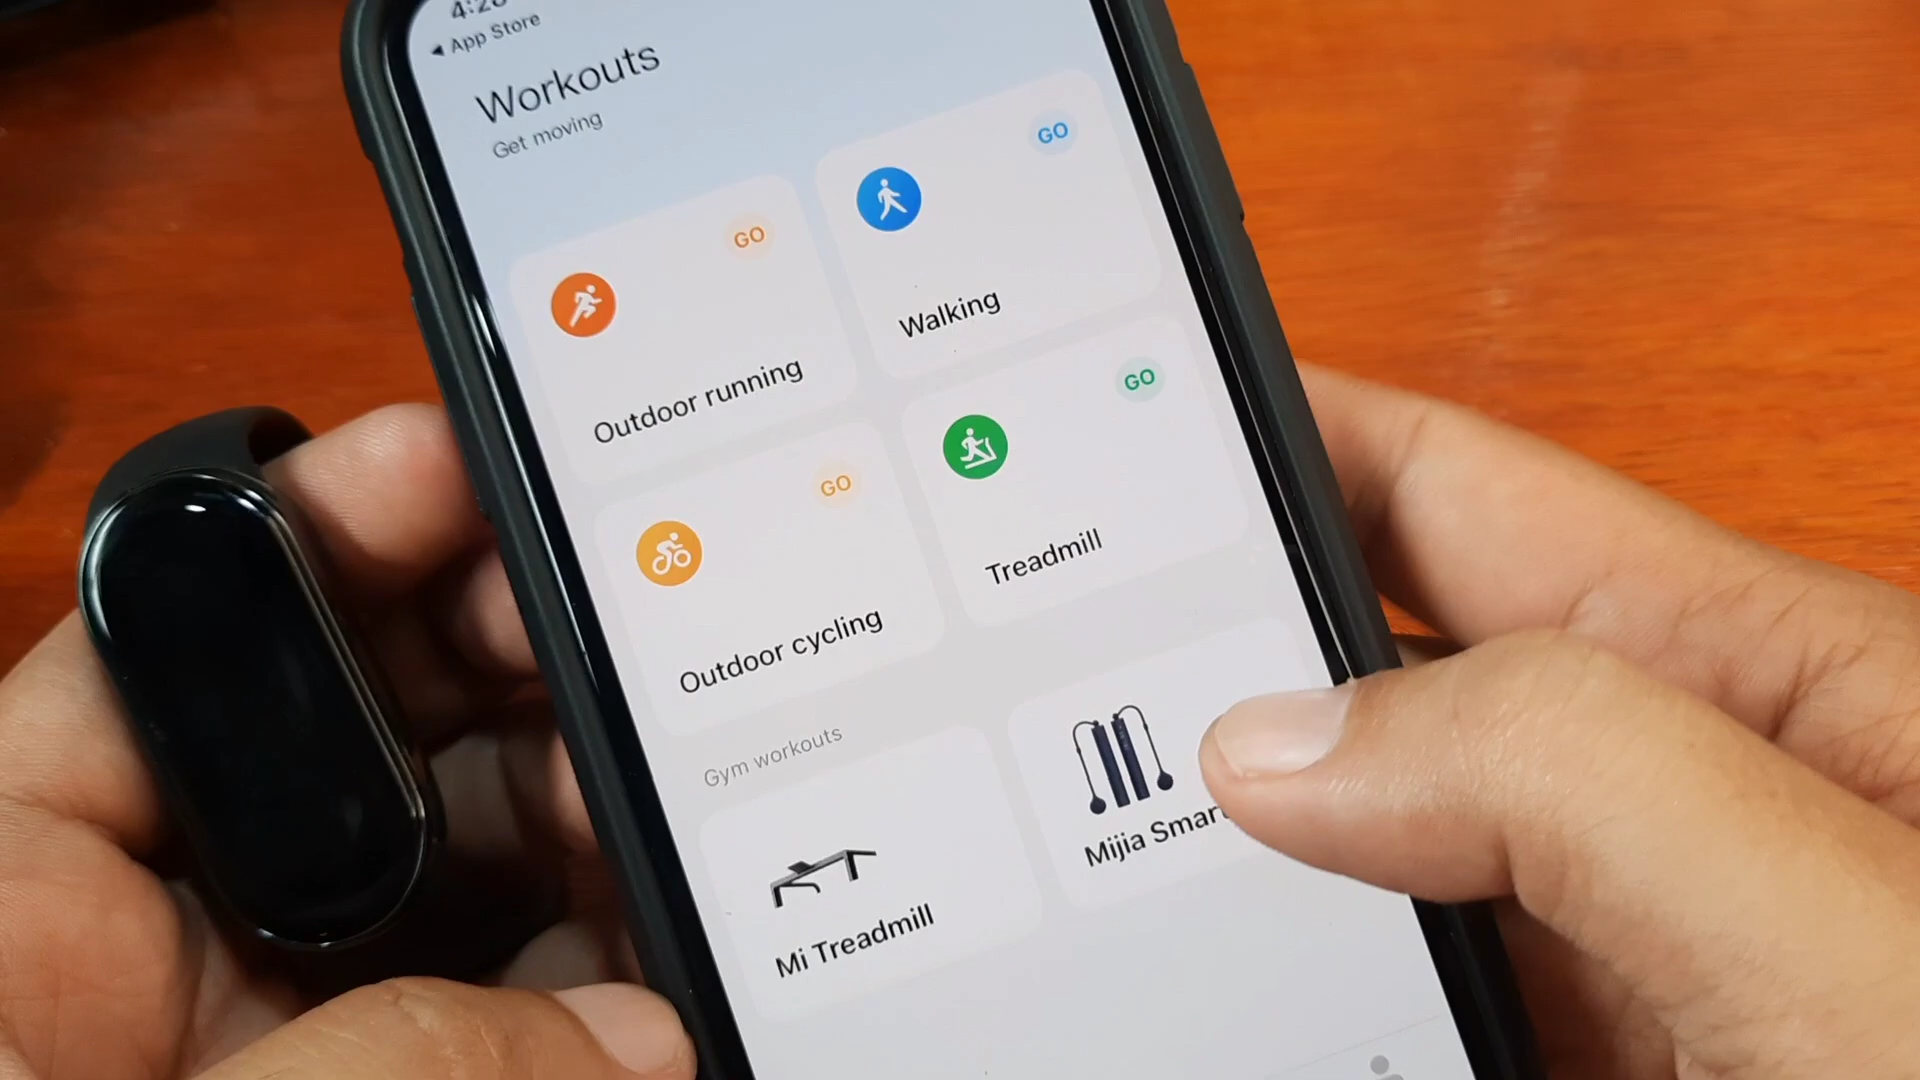 App Store
Workouts
Get moving
GO
Outdoor running
GO
Walking
GO
Outdoor cycling
GO
Treadmill
Gym workouts
Mi Treadmill
Mijia Smar